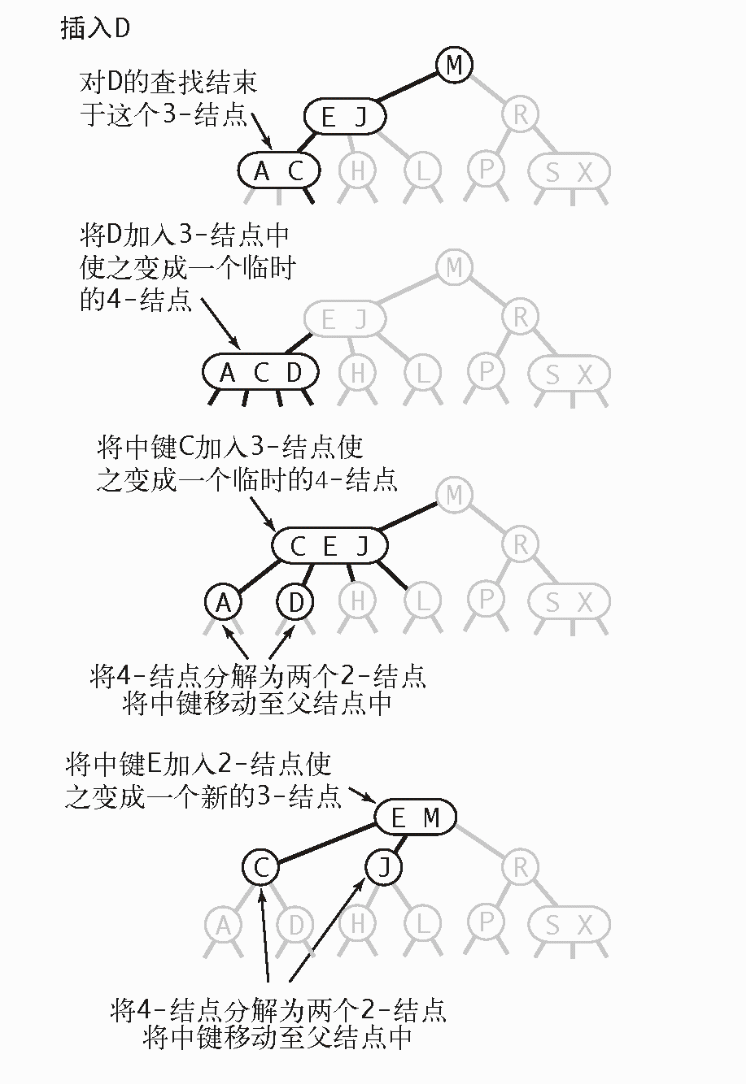 插入D
对D的查找结束
于这个3-结点
M
E J
R
A C
H
L
P
S X
将D加入3-结点中
使之变成一个临时
的4-结点
M
E J
R
A C D
H
L
P
S X
将中键C加入3-结点使
之变成一个临时的4-结点
M
C E J
R
A
D
H
L
P
S X
将4-结点分解为两个2-结点
将中键移动至父结点中
将中键E加入2-结点使
之变成一个新的3-结点
E M
C
J
R
A
D
H
L
P
S X
将4-结点分解为两个2-结点
将中键移动至父结点中